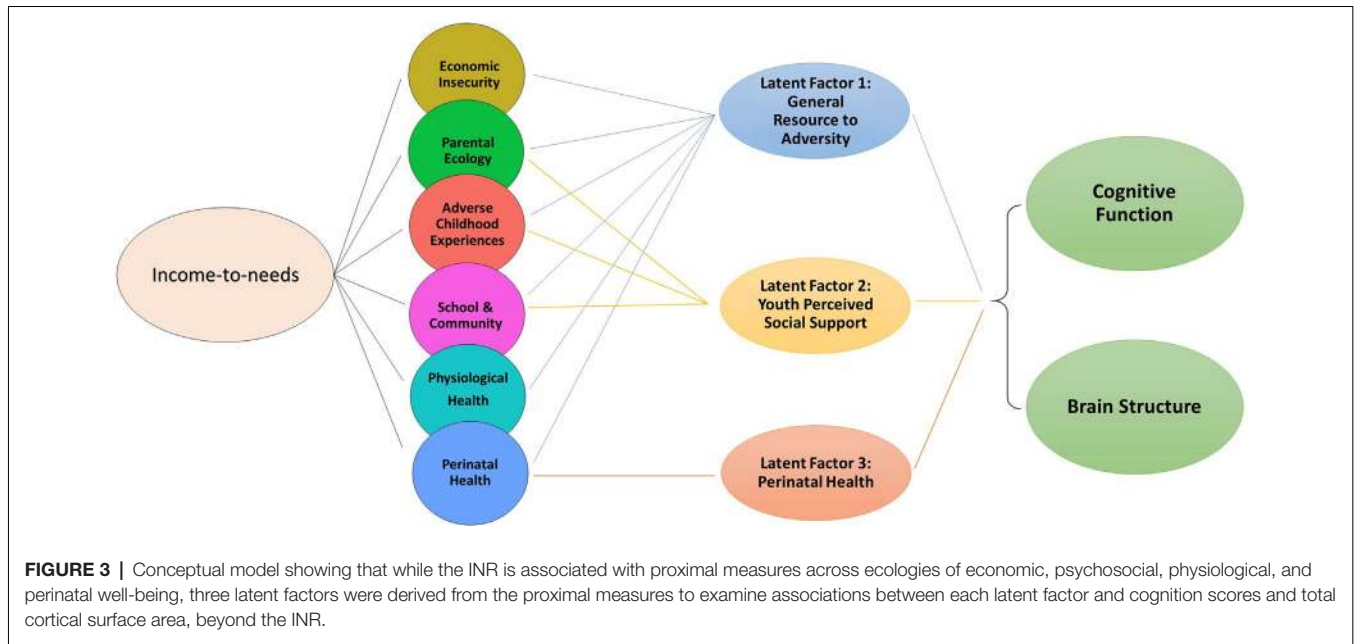 Income-to-needs
Economic
Insecurity
Parental
Ecology
Adverse
Childhood
Experiences
School &
Community
Physiological
Health
Perinatal
Health
Latent Factor 1:
General
Resource to
Adversity
Latent Factor 2:
Youth Perceived
Social Support
Latent Factor 3:
Perinatal Health
Cognitive
Function
Brain Structure
FIGURE 3 | Conceptual model showing that while the INR is associated with proximal measures across ecologies of economic, psychosocial, physiological, and
perinatal well-being, three latent factors were derived from the proximal measures to examine associations between each latent factor and cognition scores and total
cortical surface area, beyond the INR.